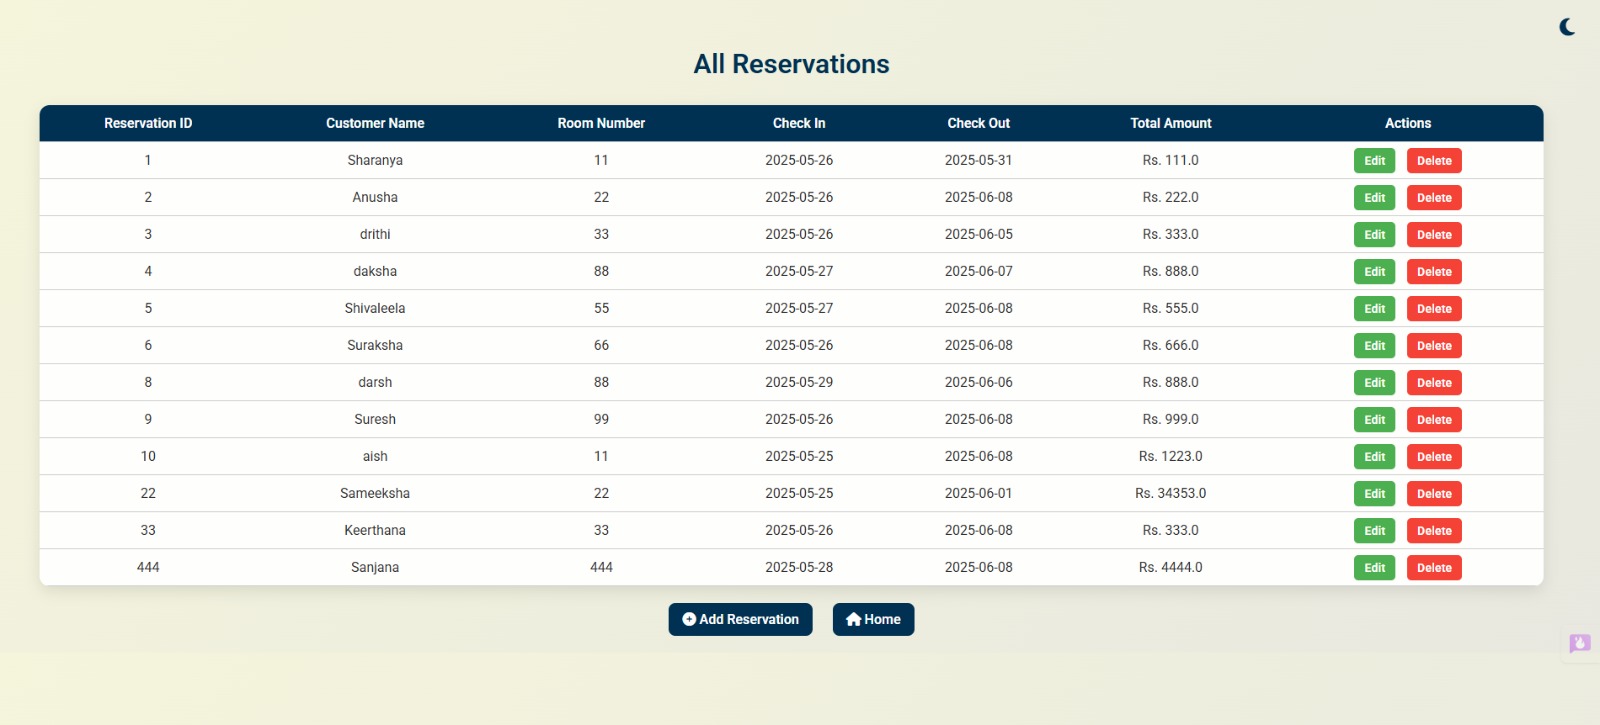 All Reservations
Reservation ID Customer Name Room Number Check In Check Out Total Amount Actions
1 Sharanya 11 2025-05-26 2025-05-31 Rs. 111.0 Edit Delete
2 Anusha 22 2025-05-26 2025-06-08 Rs. 222.0 Edit Delete
3 drithi 33 2025-05-26 2025-06-05 Rs. 333.0 Edit Delete
4 daksha 88 2025-05-27 2025-06-07 Rs. 888.0 Edit Delete
5 Shivaleela 55 2025-05-27 2025-06-08 Rs. 555.0 Edit Delete
6 Suraksha 66 2025-05-26 2025-06-08 Rs. 666.0 Edit Delete
8 darsh 88 2025-05-29 2025-06-06 Rs. 888.0 Edit Delete
9 Suresh 99 2025-05-26 2025-06-08 Rs. 999.0 Edit Delete
10 aish 11 2025-05-25 2025-06-08 Rs. 1223.0 Edit Delete
22 Sameeksha 22 2025-05-25 2025-06-01 Rs. 34353.0 Edit Delete
33 Keerthana 33 2025-05-26 2025-06-08 Rs. 333.0 Edit Delete
444 Sanjana 444 2025-05-28 2025-06-08 Rs. 4444.0 Edit Delete
Add Reservation Home